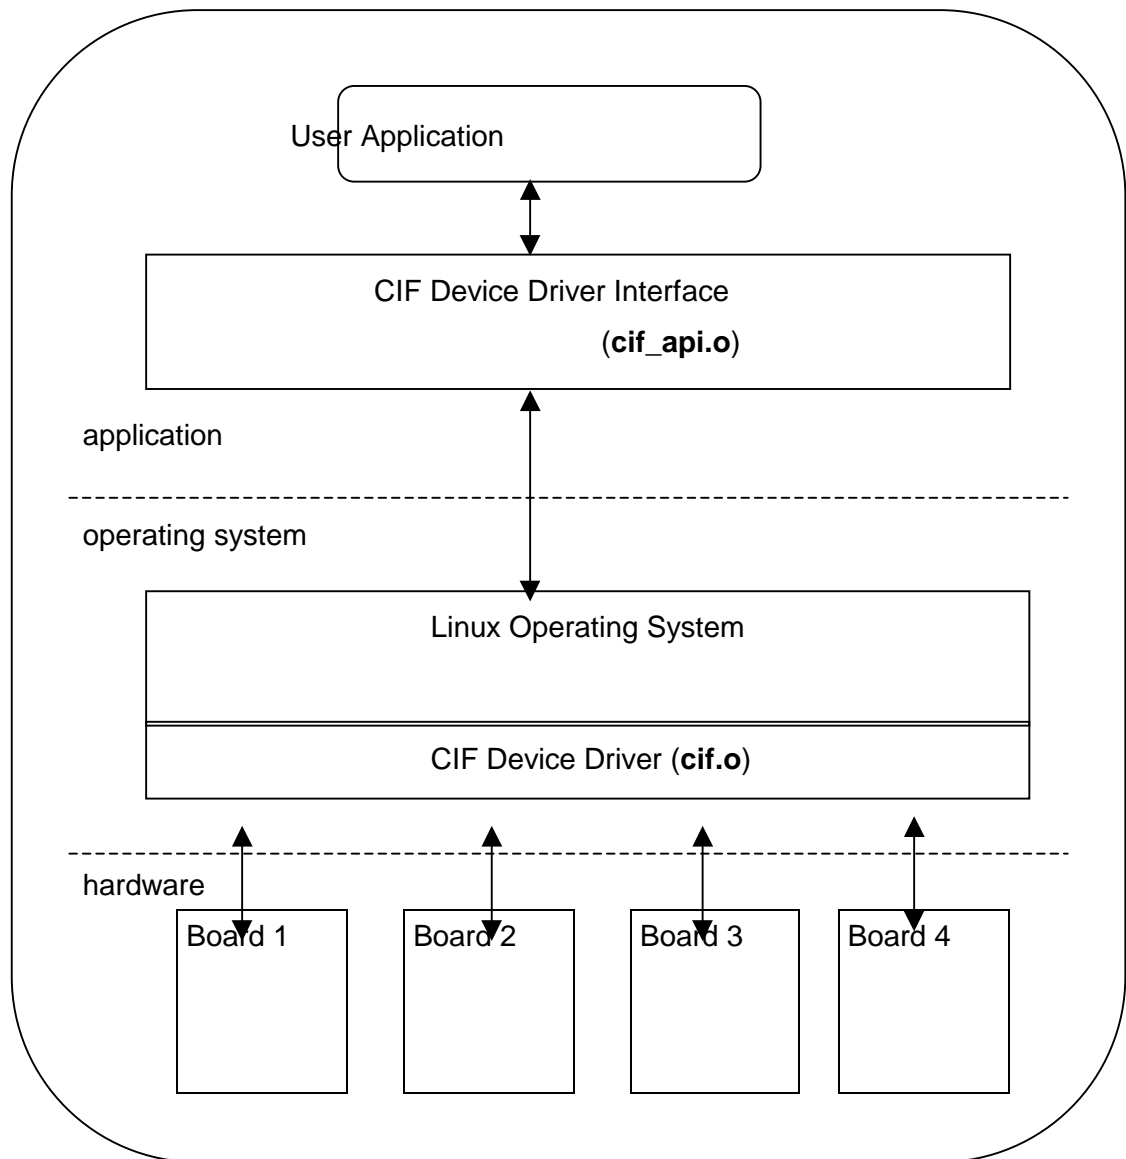 User Application
CIF Device Driver Interface
(cif_api.o)
application
operating system
Linux Operating System
CIF Device Driver (cif.o)
hardware
Board 1
Board 2
Board 3
Board 4